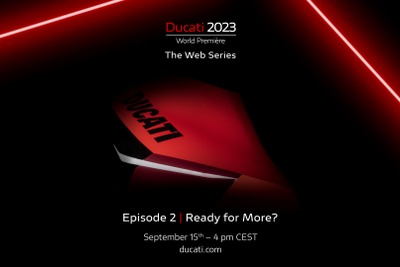 Ducati 2023
World Première
The Web Series
DUCATI
Episode 2 | Ready for More?
September 15th – 4 pm CEST
ducati.com